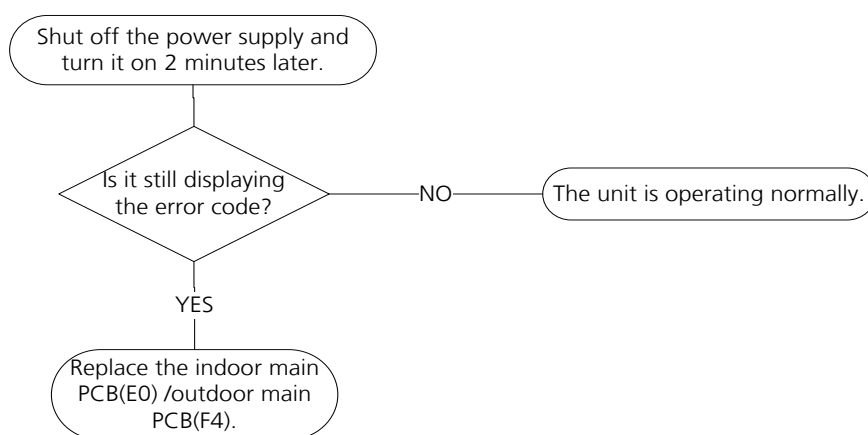 Shut off the power supply and
turn it on 2 minutes later.
Is it still displaying
the error code?
NO
The unit is operating normally.
YES
Replace the indoor main
PCB(E0) /outdoor main
PCB(F4).